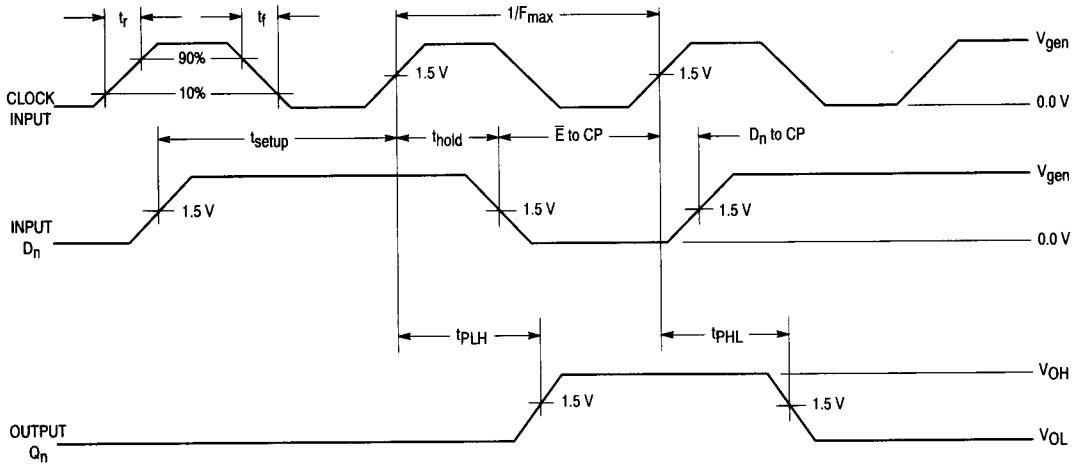 tr
tf
1/Fmax
Vgen
90%
1.5 V
1.5 V
10%
CLOCK
INPUT
0.0 V
tsetup
thold
E̅ to CP
Dn to CP
Vgen
1.5 V
1.5 V
1.5 V
INPUT
Dn
0.0 V
tPLH
tPHL
VOH
1.5 V
1.5 V
OUTPUT
Qn
VOL